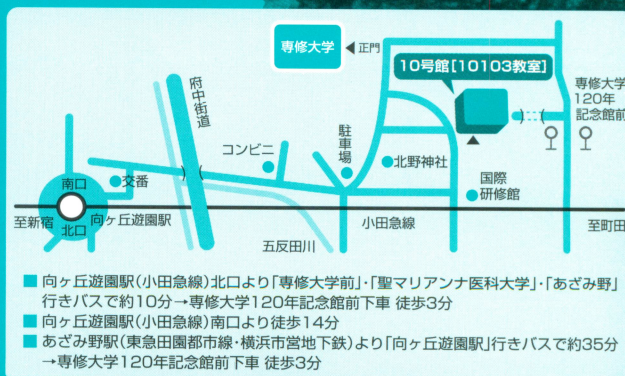 専修大学
正門
10号館[10103教室]
専修大学
120年
記念館前
府中街道
コンビニ
駐車場
北野神社
国際
研修館
交番
南口
北口
至新宿
向ヶ丘遊園駅
五反田川
小田急線
至町田
■ 向ヶ丘遊園駅(小田急線)北口より「専修大学前」・「聖マリアンナ医科大学」・「あざみ野」
行きバスで約10分→専修大学120年記念館前下車 徒歩3分
■ 向ヶ丘遊園駅(小田急線)南口より徒歩14分
■ あざみ野駅(東急田園都市線・横浜市営地下鉄)より「向ヶ丘遊園駅」行きバスで約35分
→専修大学120年記念館前下車 徒歩3分